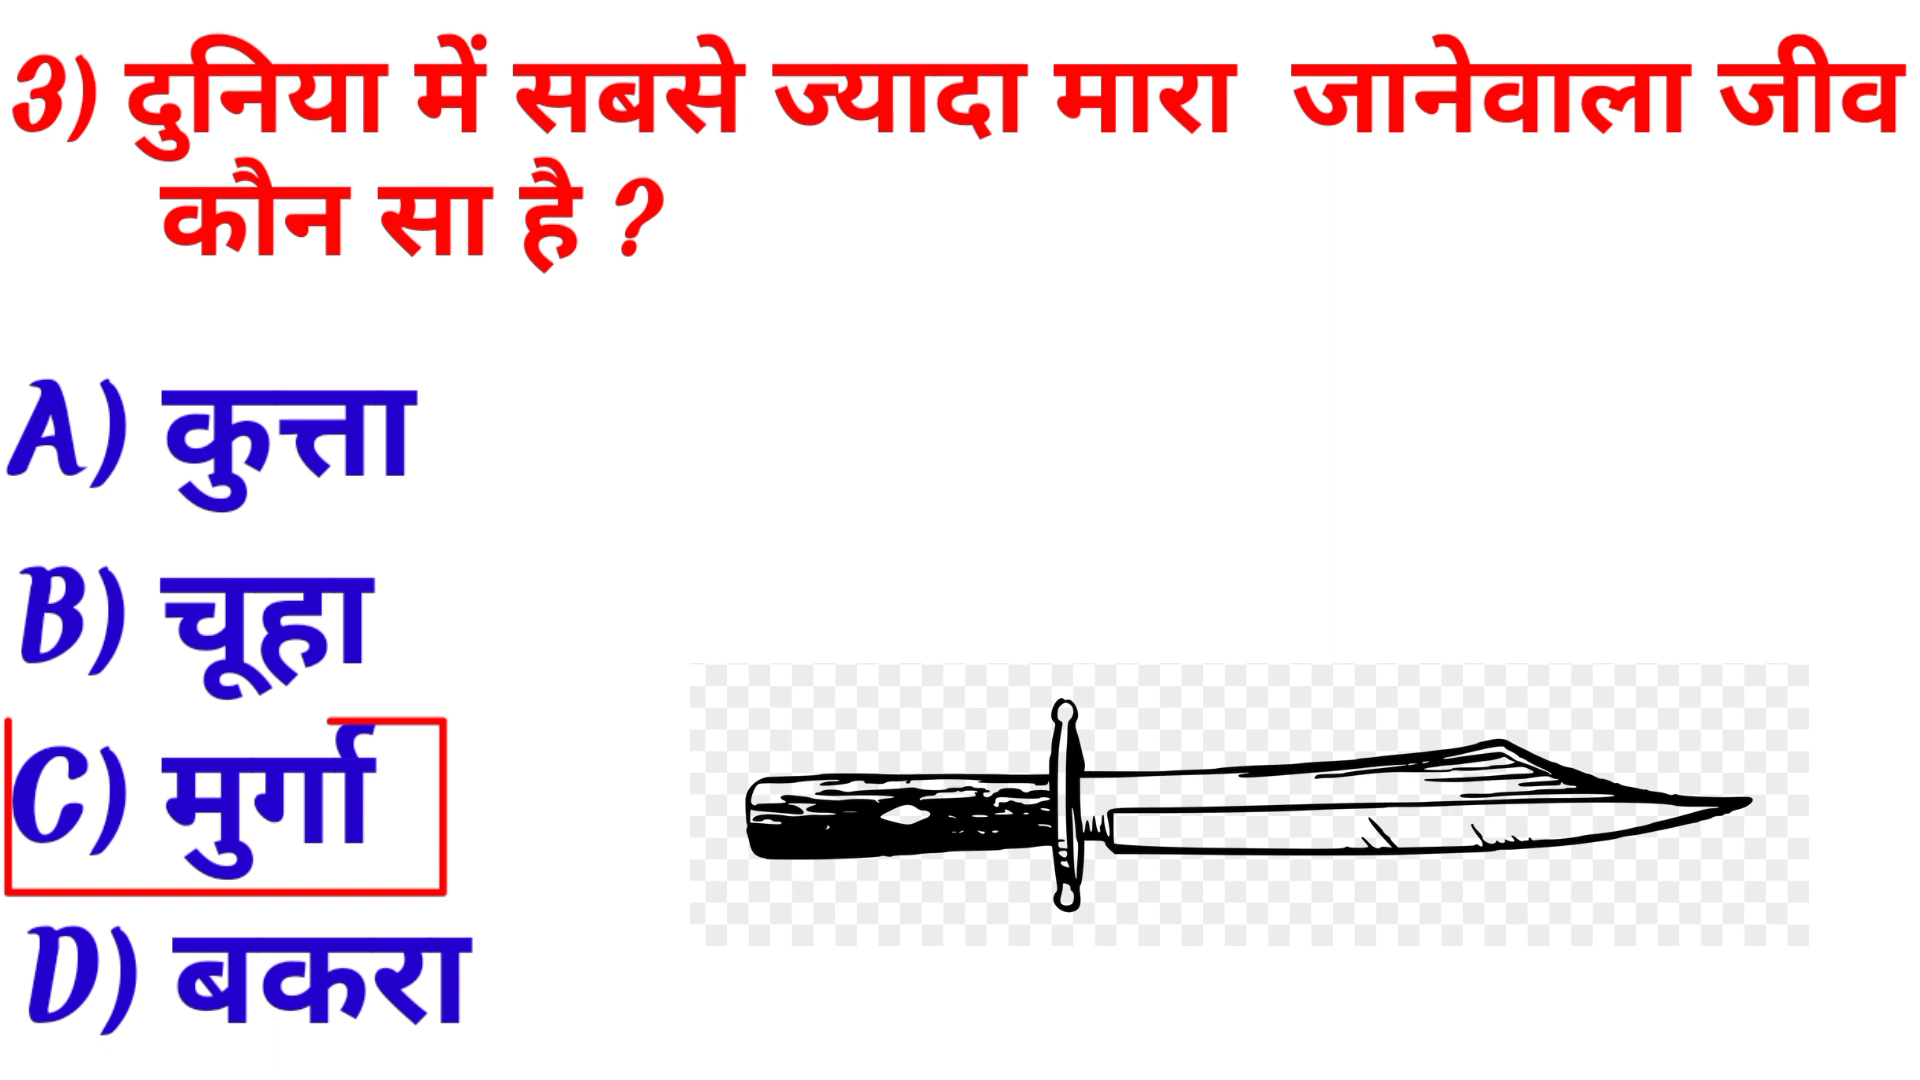 3) दुनिया में सबसे ज्यादा मारा जानेवाला जीव
कौन सा है ?
A) कुत्ता
B) चूहा
C) मुर्गा
D) बकरा